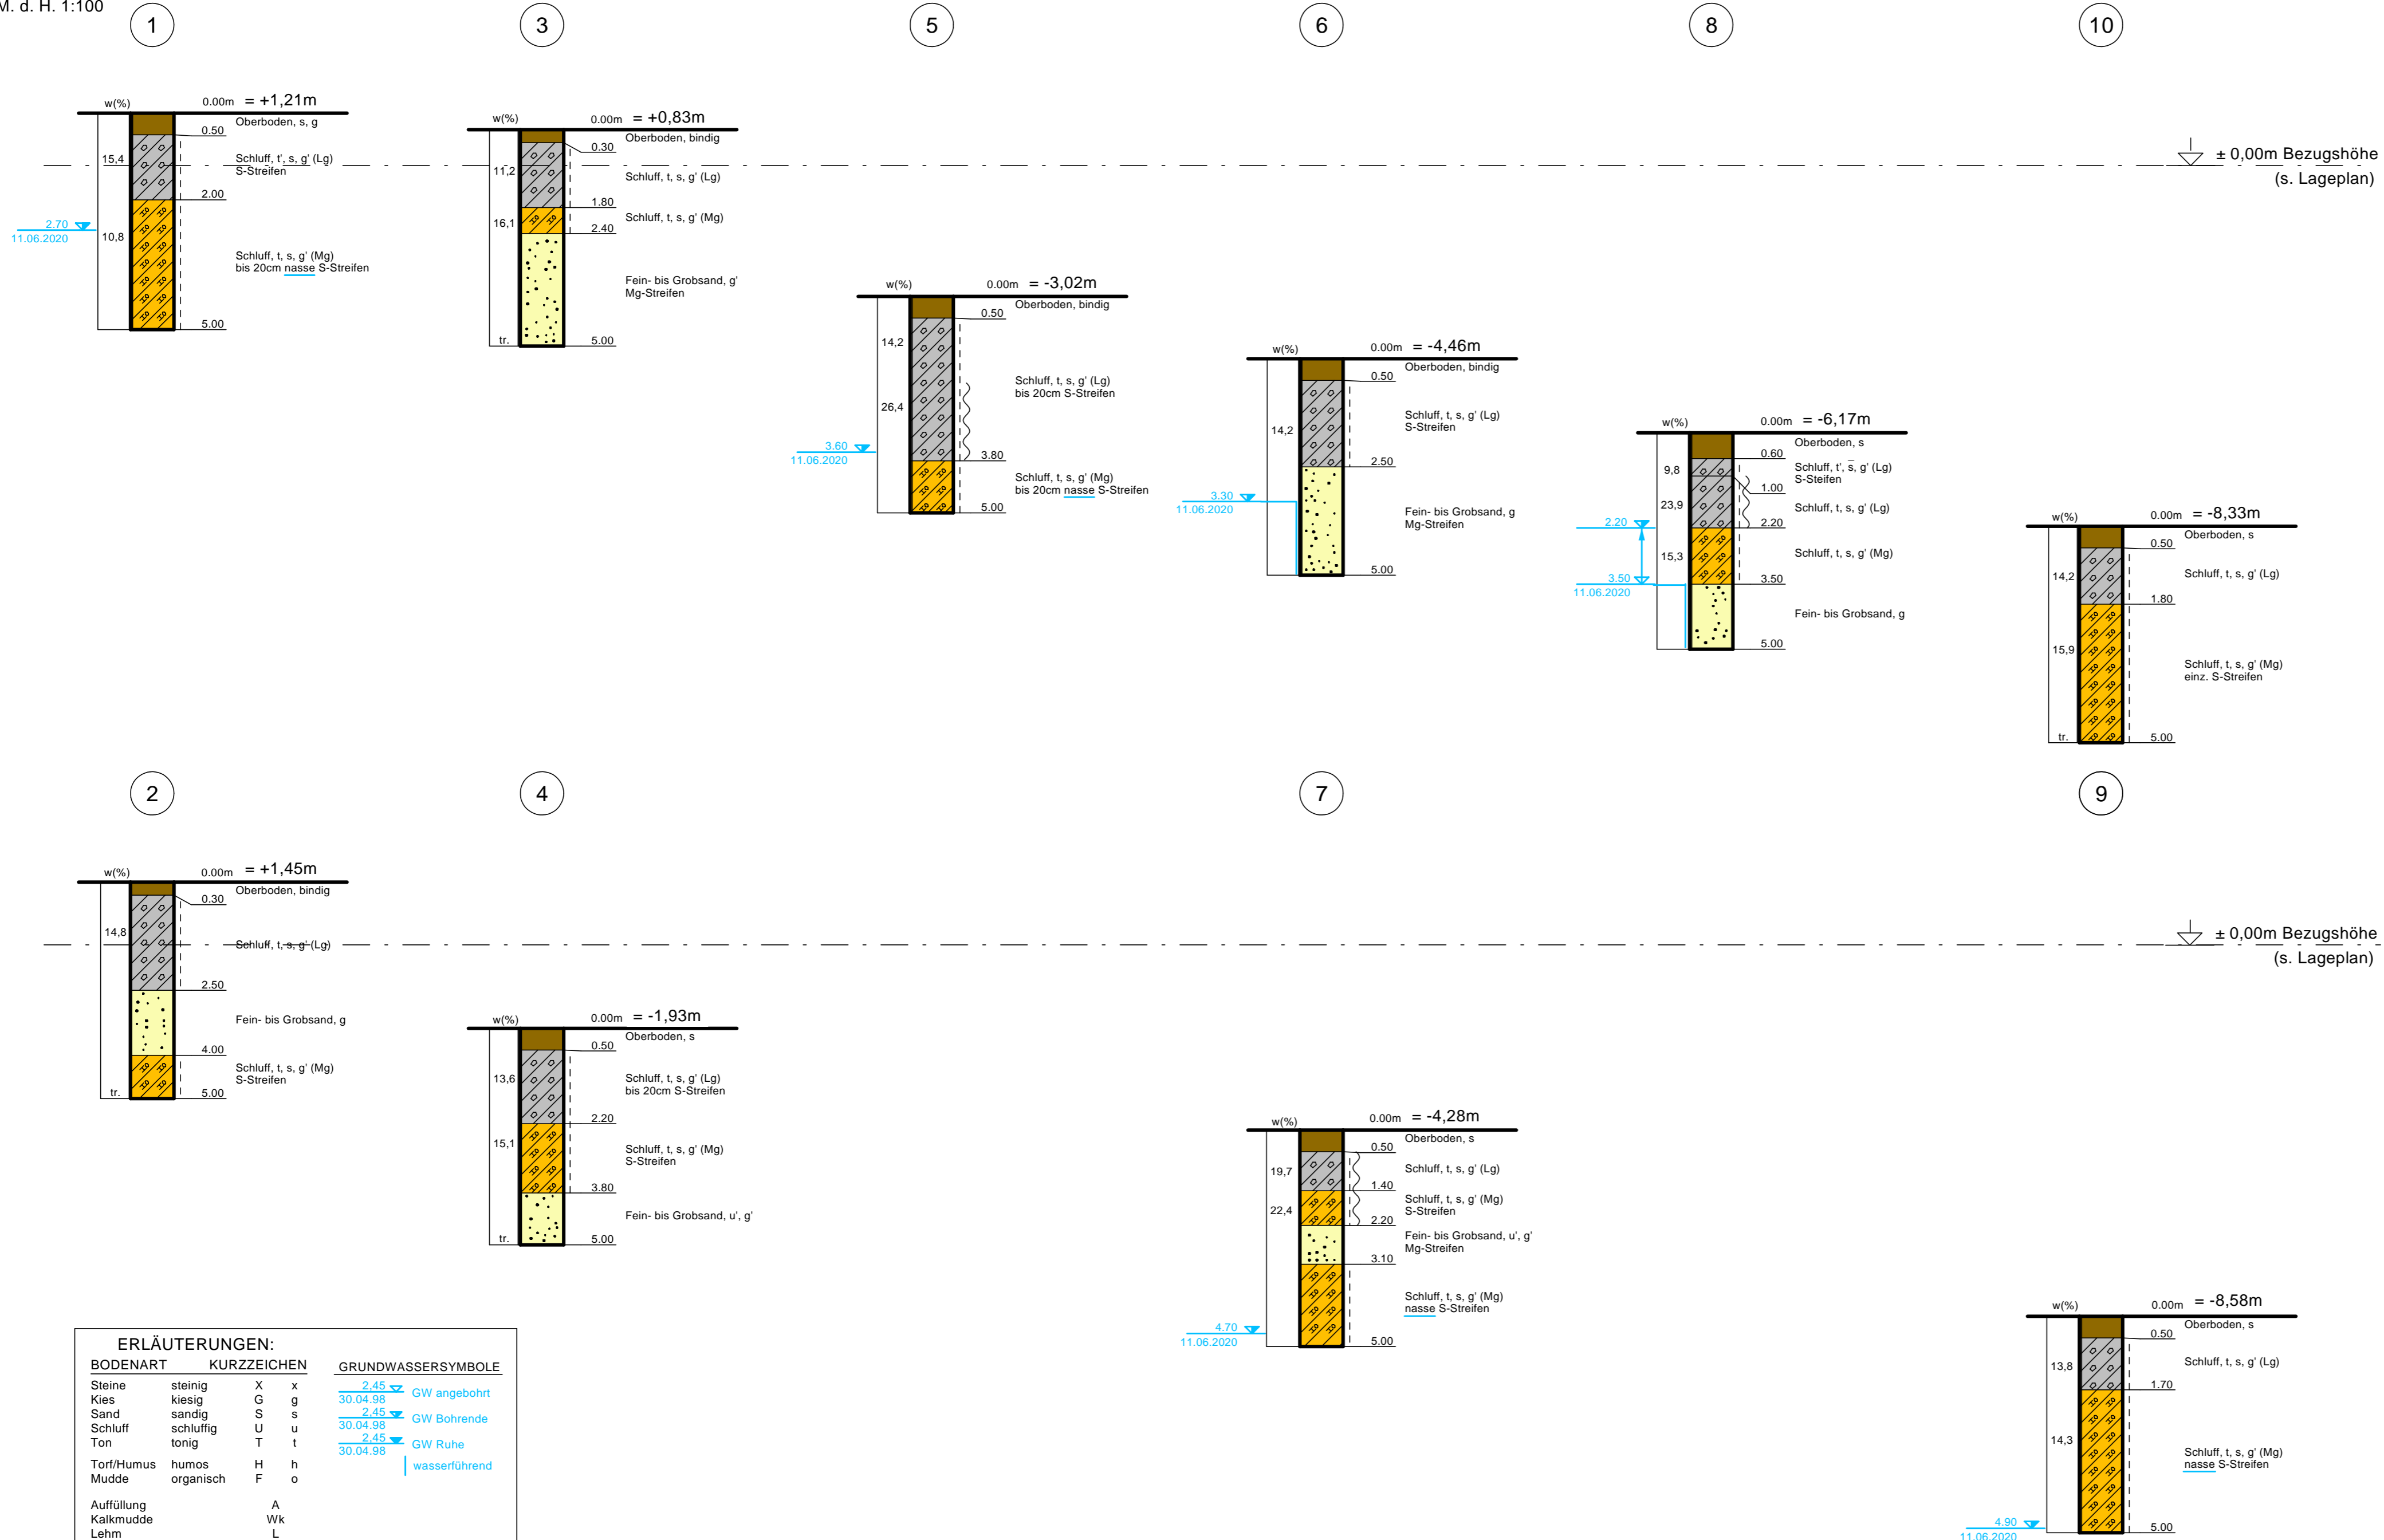 M. d. H. 1:100
1
w(%)
0.00m = +1,21m
Oberboden, s, g
0.50
15,4
Schluff, t', s, g' (Lg)
S-Streifen
2.00
2.70
11.06.2020
10,8
Schluff, t, s, g' (Mg)
bis 20cm nasse S-Streifen
5.00
3
w(%)
0.00m = +0,83m
Oberboden, bindig
0.30
11,2
Schluff, t, s, g' (Lg)
1.80
16,1
Schluff, t, s, g' (Mg)
2.40
Fein- bis Grobsand, g'
Mg-Streifen
tr.
5.00
5
w(%)
0.00m = -3,02m
Oberboden, bindig
0.50
14,2
Schluff, t, s, g' (Lg)
bis 20cm S-Streifen
26,4
3.60
11.06.2020
3.80
Schluff, t, s, g' (Mg)
bis 20cm nasse S-Streifen
5.00
6
w(%)
0.00m = -4,46m
Oberboden, bindig
0.50
Schluff, t, s, g' (Lg)
S-Streifen
14,2
2.50
3.30
11.06.2020
Fein- bis Grobsand, g
Mg-Streifen
5.00
8
w(%)
0.00m = -6,17m
Oberboden, s
0.60
9,8
Schluff, t', s̄, g' (Lg)
S-Steifen
1.00
23,9
Schluff, t, s, g' (Lg)
2.20
2.20
15,3
Schluff, t, s, g' (Mg)
3.50
11.06.2020
3.50
Fein- bis Grobsand, g
5.00
10
± 0,00m Bezugshöhe
(s. Lageplan)
w(%)
0.00m = -8,33m
Oberboden, s
0.50
14,2
Schluff, t, s, g' (Lg)
1.80
15,9
Schluff, t, s, g' (Mg)
einz. S-Streifen
tr.
5.00
2
w(%)
0.00m = +1,45m
Oberboden, bindig
0.30
14,8
Schluff, t, s, g' (Lg)
2.50
Fein- bis Grobsand, g
4.00
Schluff, t, s, g' (Mg)
S-Streifen
tr.
5.00
4
w(%)
0.00m = -1,93m
Oberboden, s
0.50
13,6
Schluff, t, s, g' (Lg)
bis 20cm S-Streifen
2.20
15,1
Schluff, t, s, g' (Mg)
S-Streifen
3.80
Fein- bis Grobsand, u', g'
tr.
5.00
7
w(%)
0.00m = -4,28m
Oberboden, s
0.50
19,7
Schluff, t, s, g' (Lg)
1.40
22,4
Schluff, t, s, g' (Mg)
S-Streifen
2.20
Fein- bis Grobsand, u', g'
Mg-Streifen
3.10
Schluff, t, s, g' (Mg)
nasse S-Streifen
4.70
11.06.2020
5.00
9
± 0,00m Bezugshöhe
(s. Lageplan)
w(%)
0.00m = -8,58m
Oberboden, s
0.50
13,8
Schluff, t, s, g' (Lg)
1.70
14,3
Schluff, t, s, g' (Mg)
nasse S-Streifen
4.90
11.06.2020
5.00
ERLÄUTERUNGEN:
BODENART KURZZEICHEN
Steine steinig X x
Kies kiesig G g
Sand sandig S s
Schluff schluffig U u
Ton tonig T t
Torf/Humus humos H h
Mudde organisch F o
Auffüllung A
Kalkmudde Wk
Lehm L
GRUNDWASSERSYMBOLE
2,45 GW angebohrt
30.04.98
2,45 GW Bohrende
30.04.98
2,45 GW Ruhe
30.04.98
wasserführend